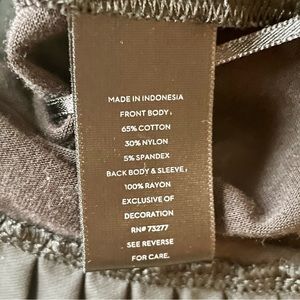 MADE IN INDONESIA
FRONT BODY:
65% COTTON
30% NYLON
5% SPANDEX
BACK BODY & SLEEVE:
100% RAYON
EXCLUSIVE OF
DECORATION
RN# 73277
SEE REVERSE
FOR CARE.